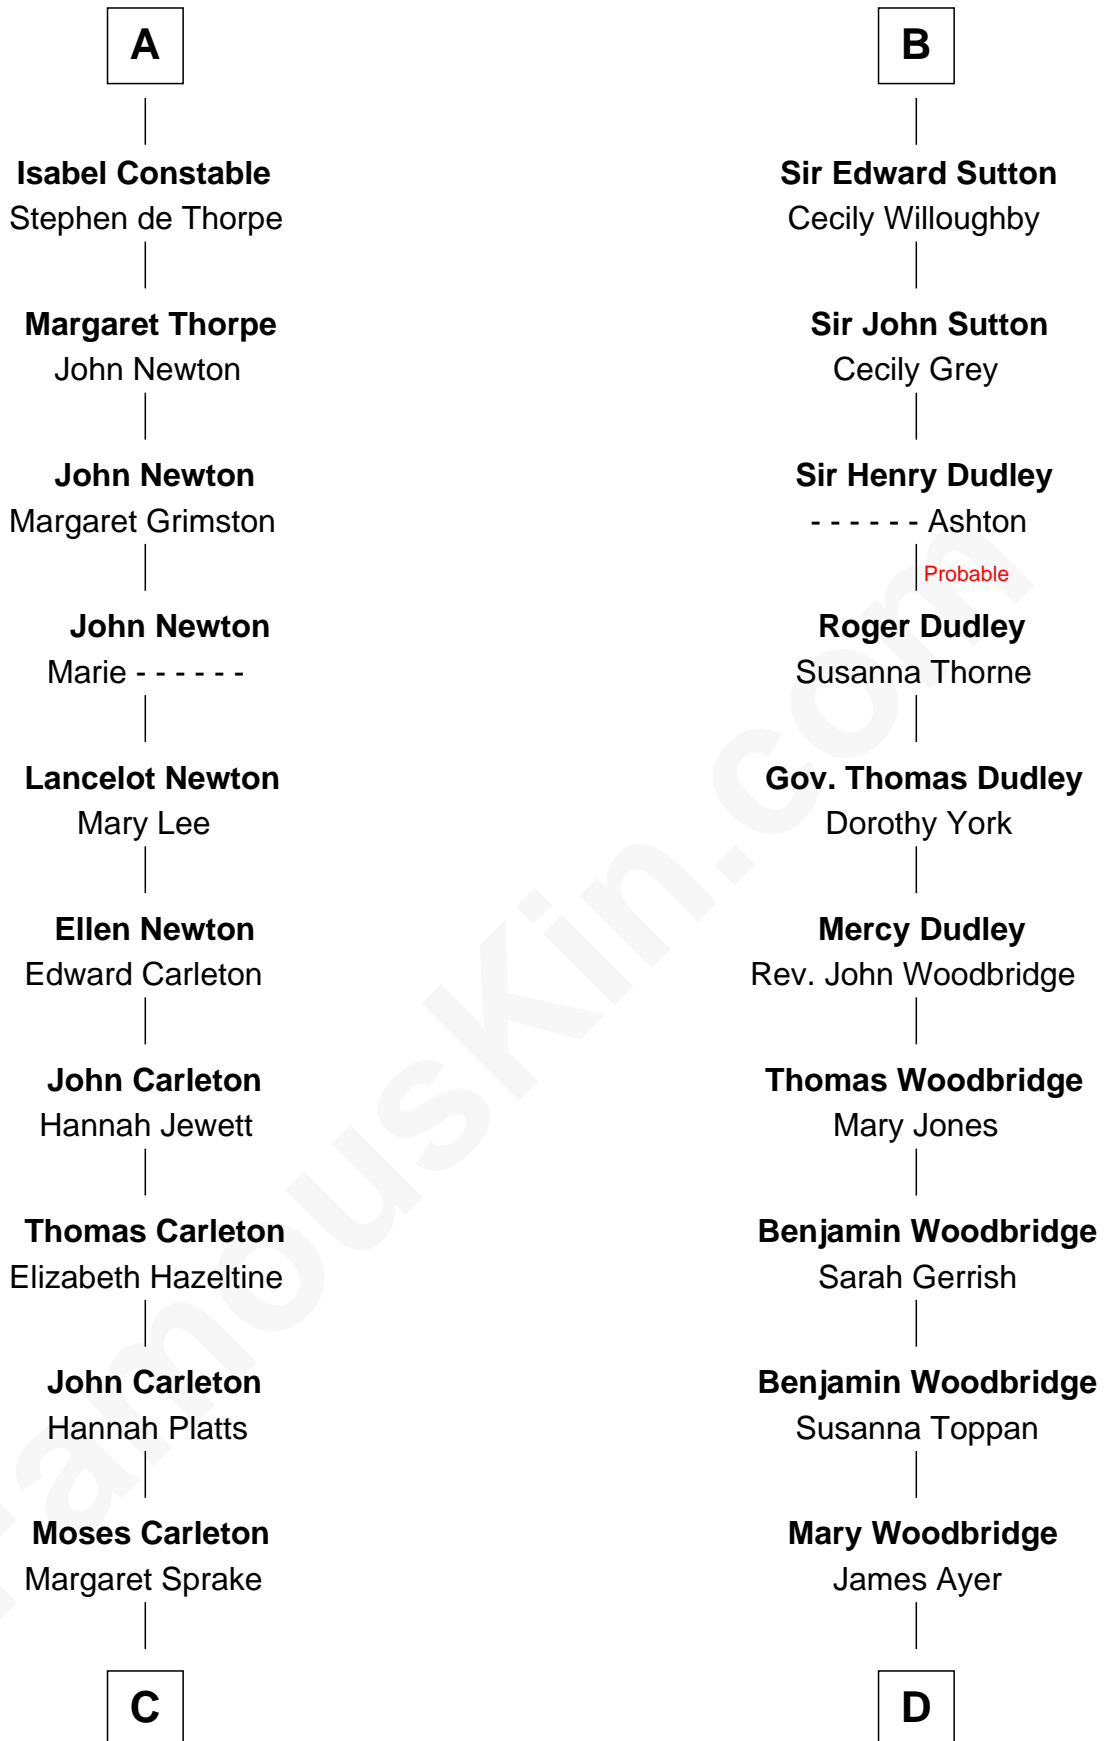 A
Isabel Constable
Stephen de Thorpe
Margaret Thorpe
John Newton
John Newton
Margaret Grimston
John Newton
Marie - - - - - -
Lancelot Newton
Mary Lee
Ellen Newton
Edward Carleton
John Carleton
Hannah Jewett
Thomas Carleton
Elizabeth Hazeltine
John Carleton
Hannah Platts
Moses Carleton
Margaret Sprake
C
B
Sir Edward Sutton
Cecily Willoughby
Sir John Sutton
Cecily Grey
Sir Henry Dudley
- - - - - - Ashton
Probable
Roger Dudley
Susanna Thorne
Gov. Thomas Dudley
Dorothy York
Mercy Dudley
Rev. John Woodbridge
Thomas Woodbridge
Mary Jones
Benjamin Woodbridge
Sarah Gerrish
Benjamin Woodbridge
Susanna Toppan
Mary Woodbridge
James Ayer
D
FamousKin.com